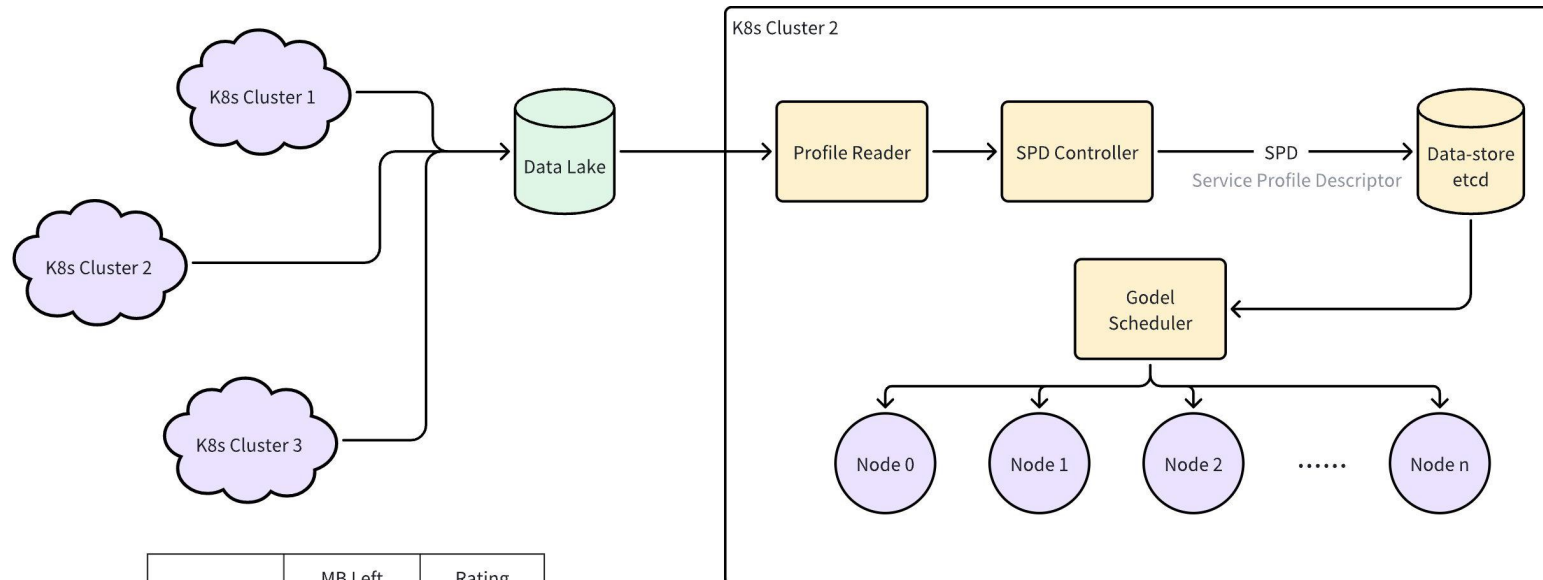 K8s Cluster 2
K8s Cluster 1
Data Lake
Profile Reader
SPD Controller
SPD
Service Profile Descriptor
Data-store
etcd
K8s Cluster 2
Godel
Scheduler
K8s Cluster 3
Node 0
Node 1
Node 2
......
Node n
MB Left
Rating